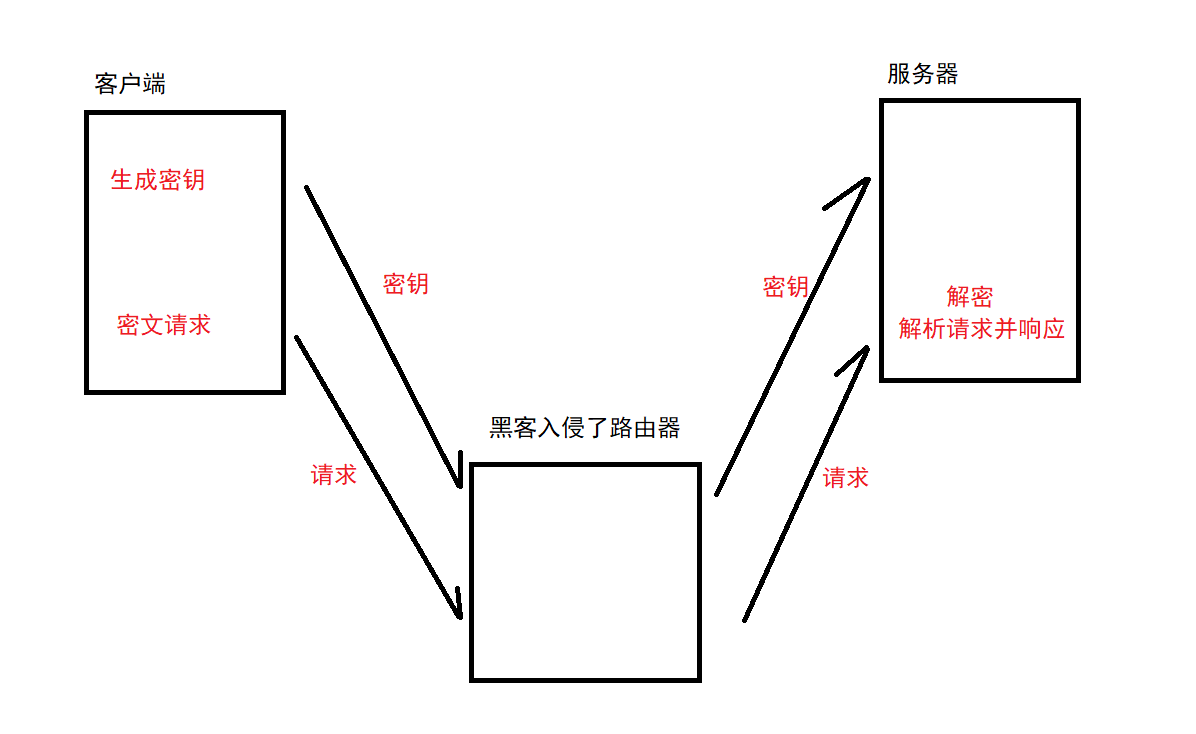 客户端
服务器
生成密钥
密钥
密钥
密文请求
解密
解析请求并响应
黑客入侵了路由器
请求
请求